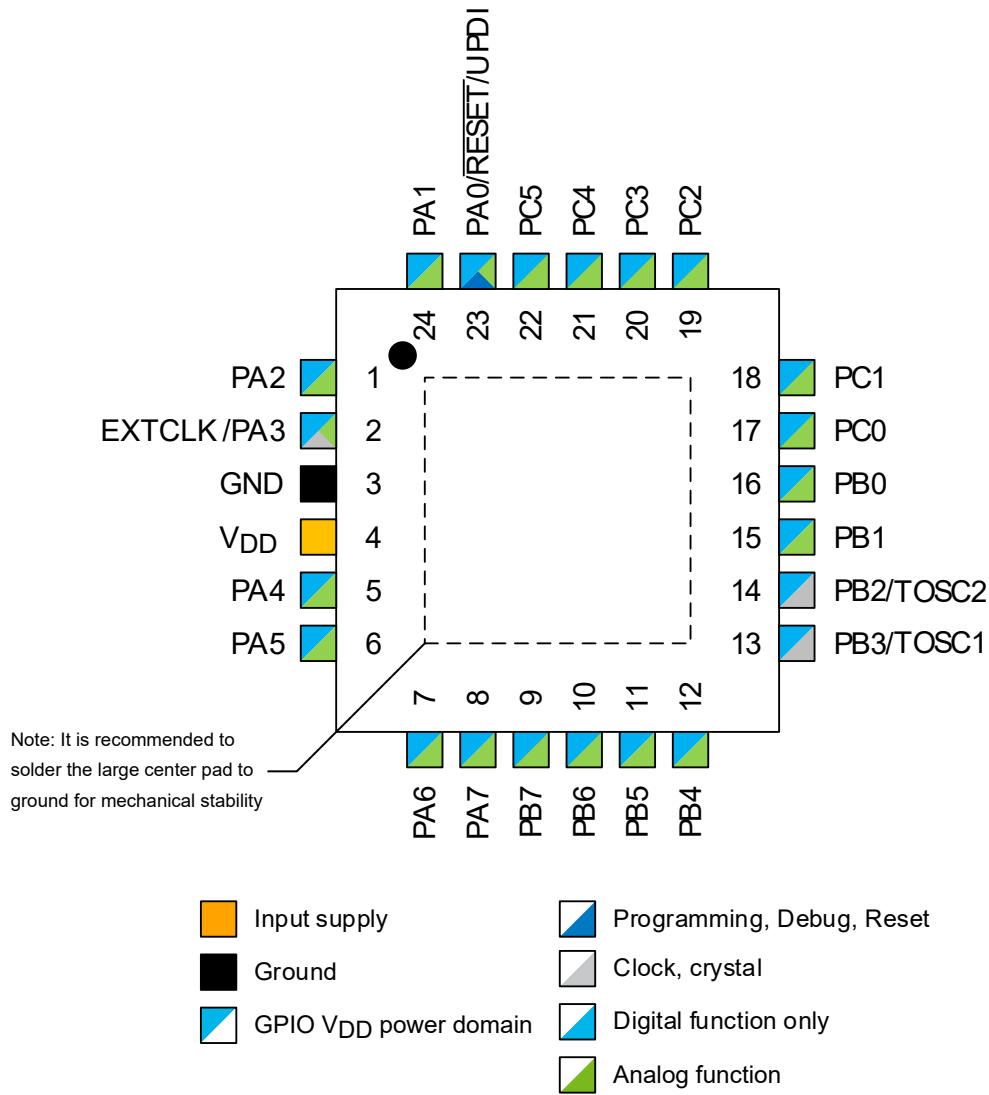 PA1
PA0/RESET/UPDI
PC5
PC4
PC3
PC2
24
23
22
21
20
19
PA2 1
EXTCLK/PA3 2
GND 3
VDD 4
PA4 5
PA5 6
18 PC1
17 PC0
16 PB0
15 PB1
14 PB2/TOSC2
13 PB3/TOSC1
7
8
9
10
11
12
PA6
PA7
PB7
PB6
PB5
PB4
Note: It is recommended to
solder the large center pad to
ground for mechanical stability
Input supply
Ground
GPIO VDD power domain
Programming, Debug, Reset
Clock, crystal
Digital function only
Analog function